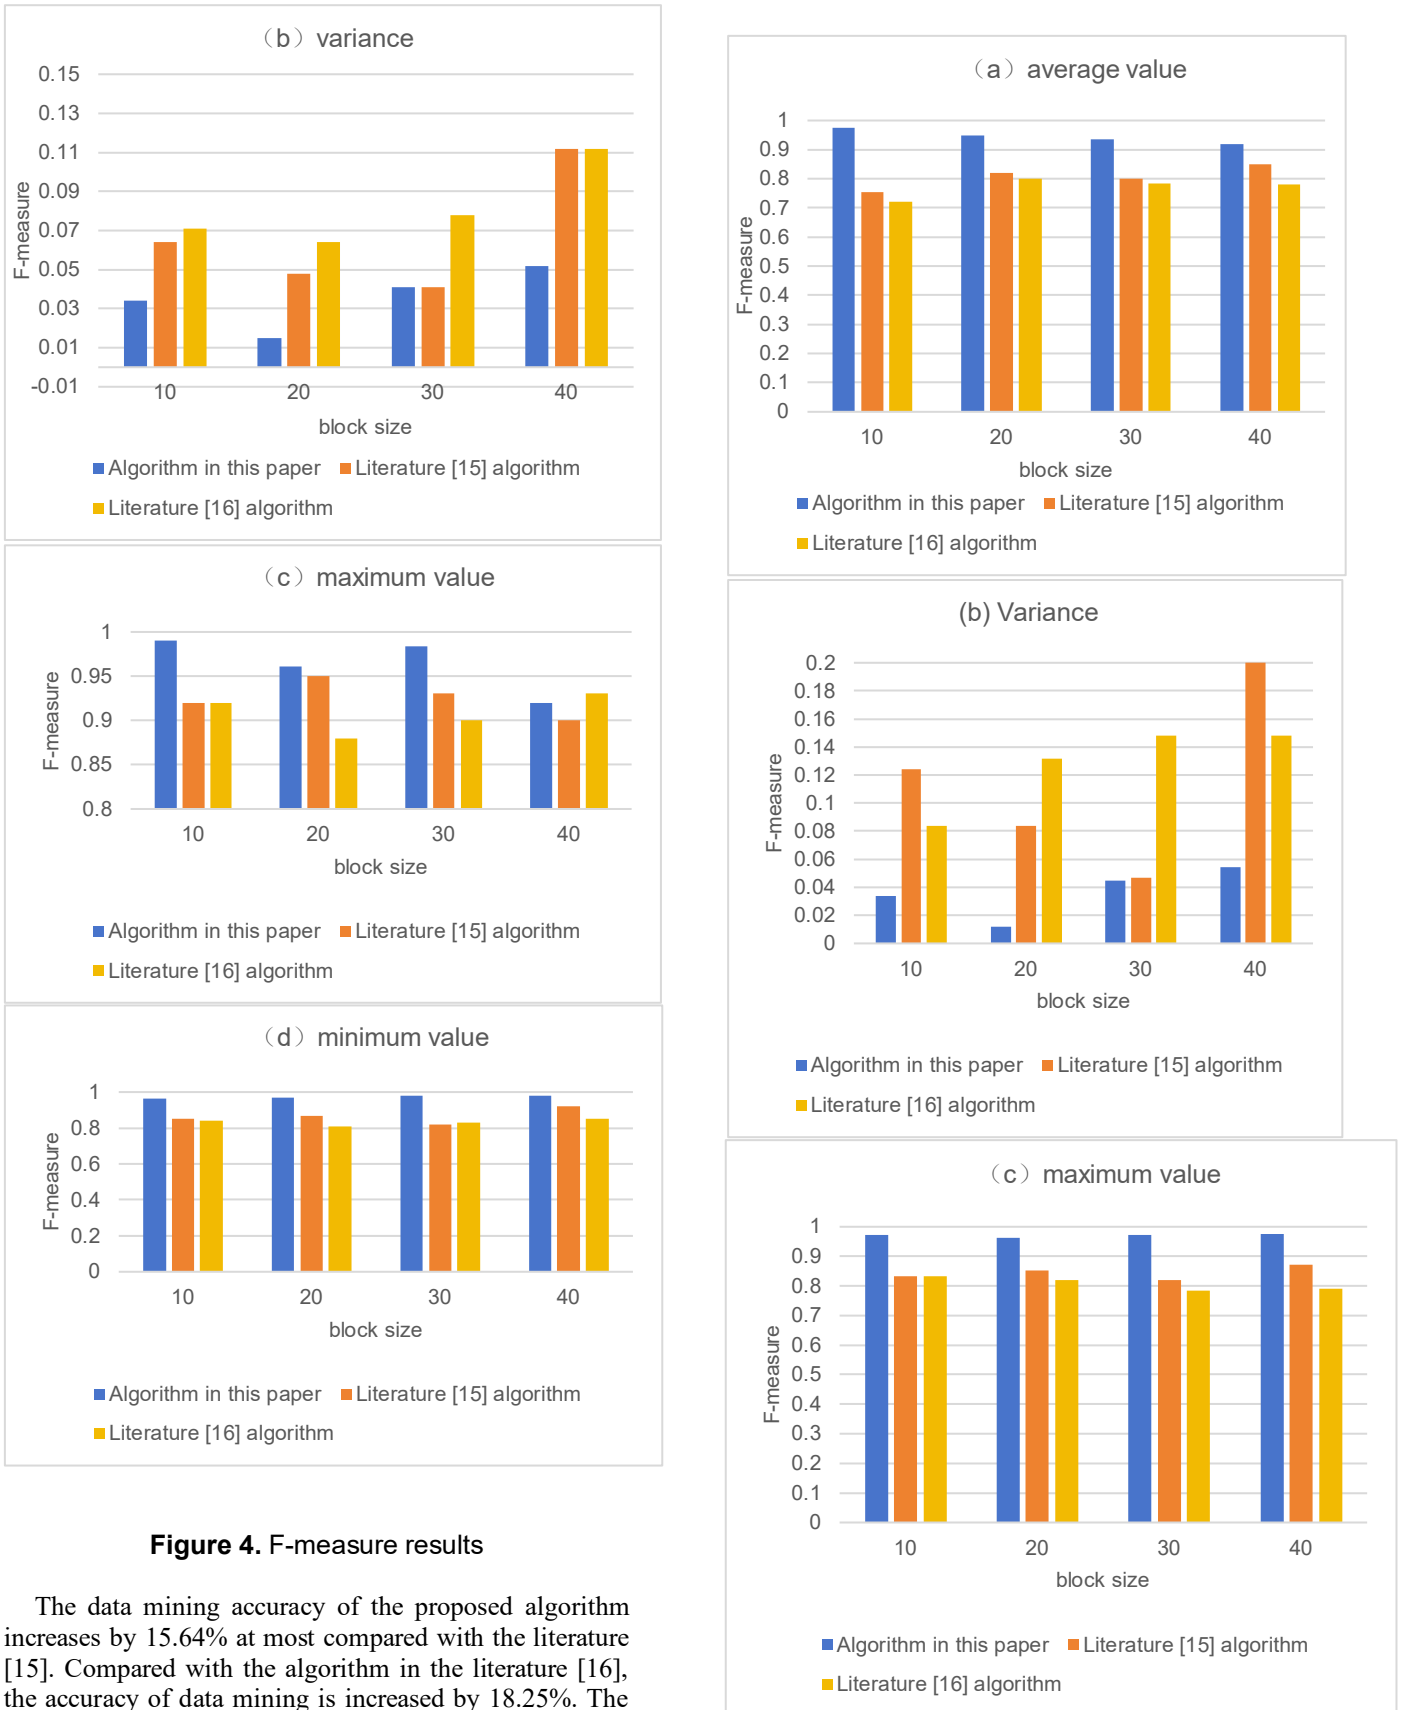 （b）variance
0.15
0.13
0.11
0.09
0.07
0.05
0.03
0.01
-0.01
F-measure
10 20 30 40
block size
Algorithm in this paper Literature [15] algorithm
Literature [16] algorithm
（c）maximum value
1
0.95
0.9
0.85
0.8
F-measure
10 20 30 40
block size
Algorithm in this paper Literature [15] algorithm
Literature [16] algorithm
（d）minimum value
1
0.8
0.6
0.4
0.2
0
F-measure
10 20 30 40
block size
Algorithm in this paper Literature [15] algorithm
Literature [16] algorithm
Figure 4. F-measure results
The data mining accuracy of the proposed algorithm
increases by 15.64% at most compared with the literature
[15]. Compared with the algorithm in the literature [16],
the accuracy of data mining is increased by 18.25%. The
（a）average value
1
0.9
0.8
0.7
0.6
0.5
0.4
0.3
0.2
0.1
0
F-measure
10 20 30 40
block size
Algorithm in this paper Literature [15] algorithm
Literature [16] algorithm
(b) Variance
0.2
0.18
0.16
0.14
0.12
0.1
0.08
0.06
0.04
0.02
0
F-measure
10 20 30 40
block size
Algorithm in this paper Literature [15] algorithm
Literature [16] algorithm
（c）maximum value
1
0.9
0.8
0.7
0.6
0.5
0.4
0.3
0.2
0.1
0
F-measure
10 20 30 40
block size
Algorithm in this paper Literature [15] algorithm
Literature [16] algorithm